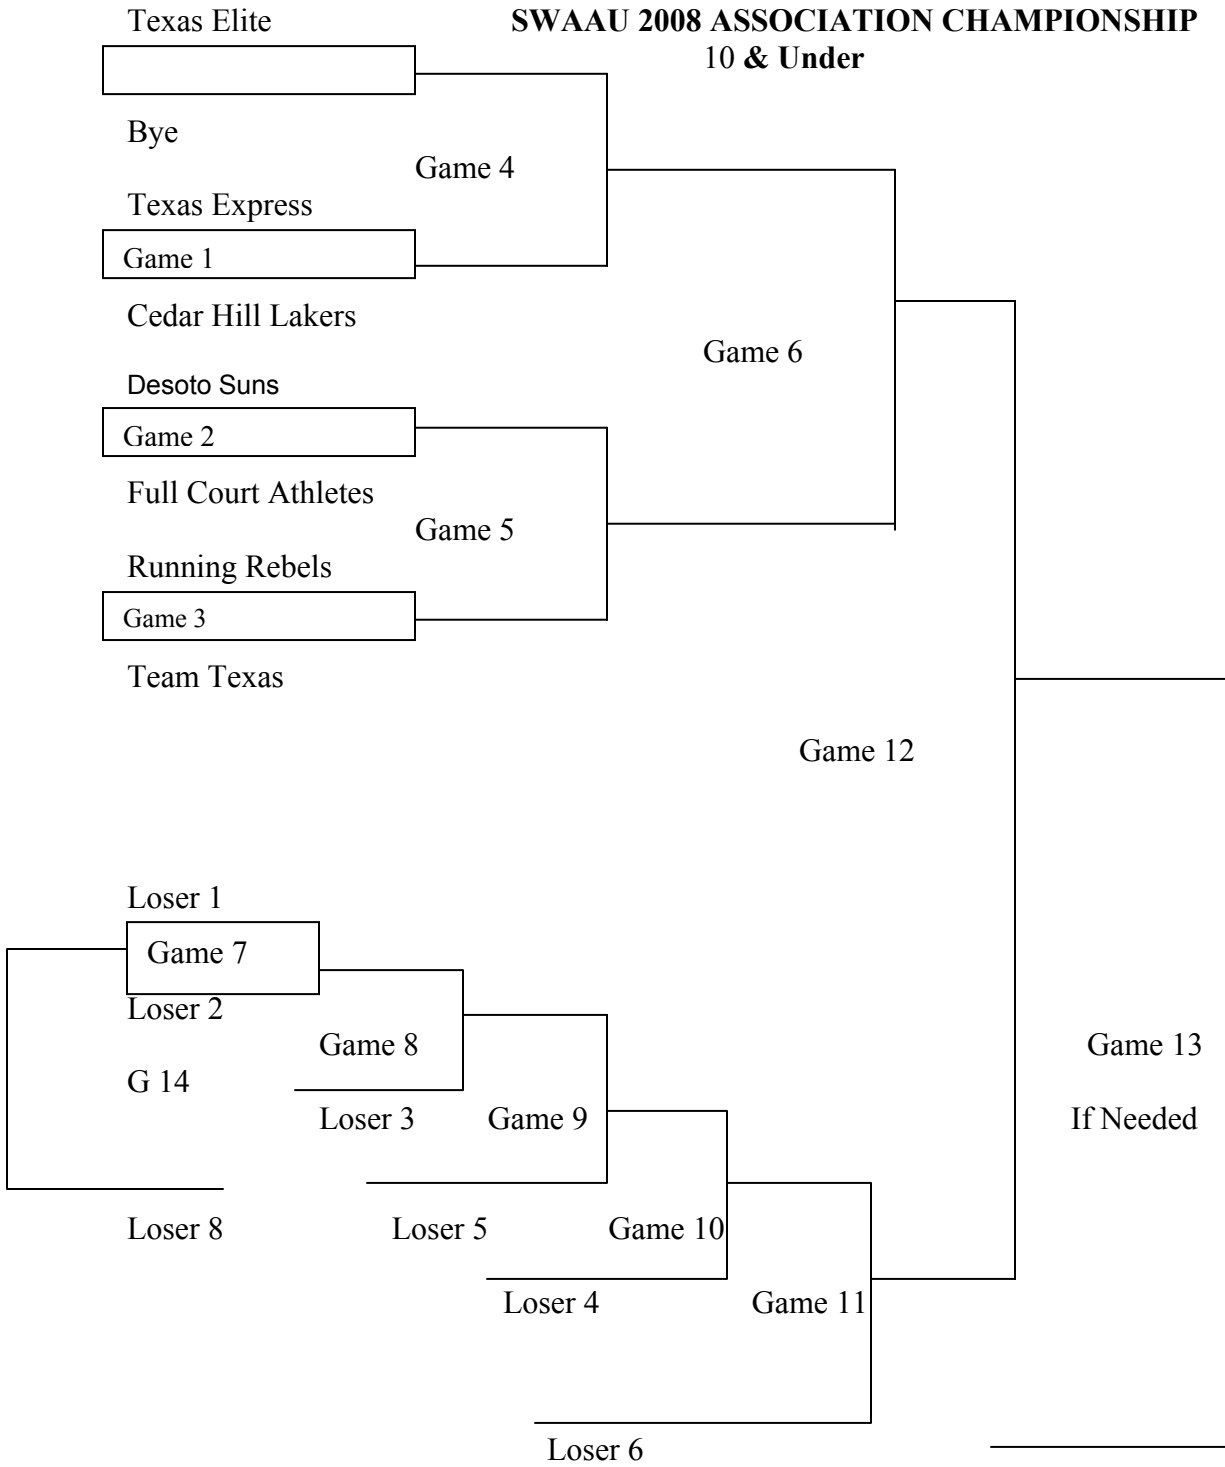 Texas Elite
SWAAU 2008 ASSOCIATION CHAMPIONSHIP
10 & Under
Bye
Game 4
Texas Express
Game 1
Cedar Hill Lakers
Game 6
Desoto Suns
Game 2
Full Court Athletes
Game 5
Running Rebels
Game 3
Team Texas
Game 12
Loser 1
Game 7
Loser 2
Game 8
Game 13
G 14
Loser 3
Game 9
If Needed
Loser 8
Loser 5
Game 10
Loser 4
Game 11
Loser 6